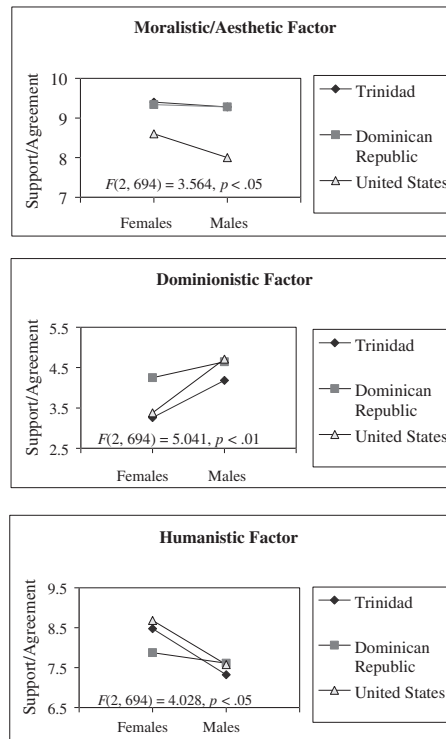 Moralistic/Aesthetic Factor
Support/Agreement
10
9
8
7
F(2, 694) = 3.564, p < .05
Females Males
Trinidad
Dominican
Republic
United States
Dominionistic Factor
Support/Agreement
5.5
4.5
3.5
2.5
F(2, 694) = 5.041, p < .01
Females Males
Trinidad
Dominican
Republic
United States
Humanistic Factor
Support/Agreement
9.5
8.5
7.5
6.5
F(2, 694) = 4.028, p < .05
Females Males
Trinidad
Dominican
Republic
United States